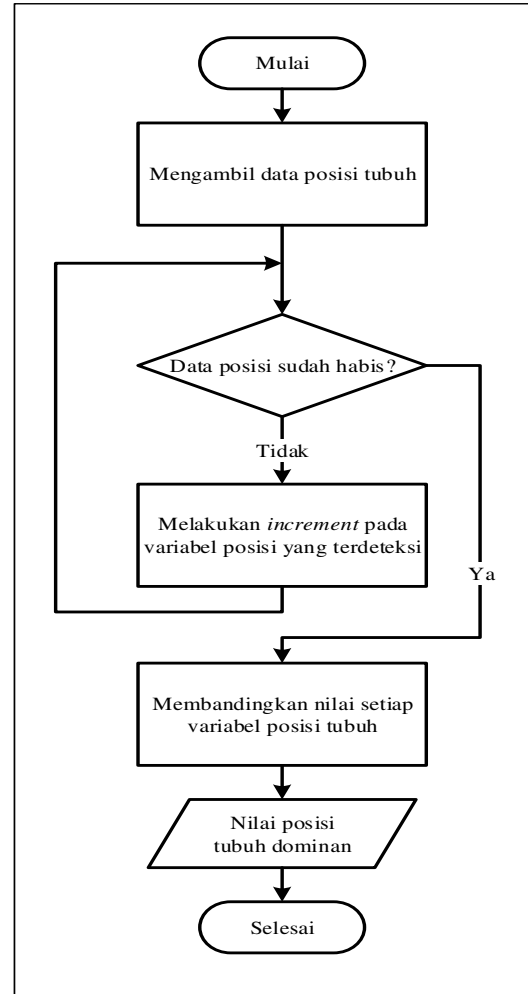 Mulai
Mengambil data posisi tubuh
Data posisi sudah habis?
Tidak
Melakukan increment pada
variabel posisi yang terdeteksi
Ya
Membandingkan nilai setiap
variabel posisi tubuh
Nilai posisi
tubuh dominan
Selesai